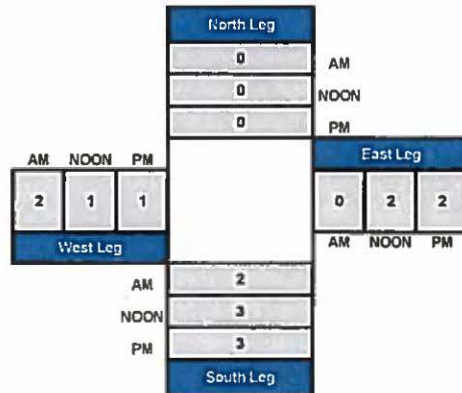 North Leg
0
AM
0
NOON
0
PM
AM NOON PM
East Leg
2 1 1
0 2 2
West Leg
AM NOON PM
AM
2
NOON
3
PM
3
South Leg